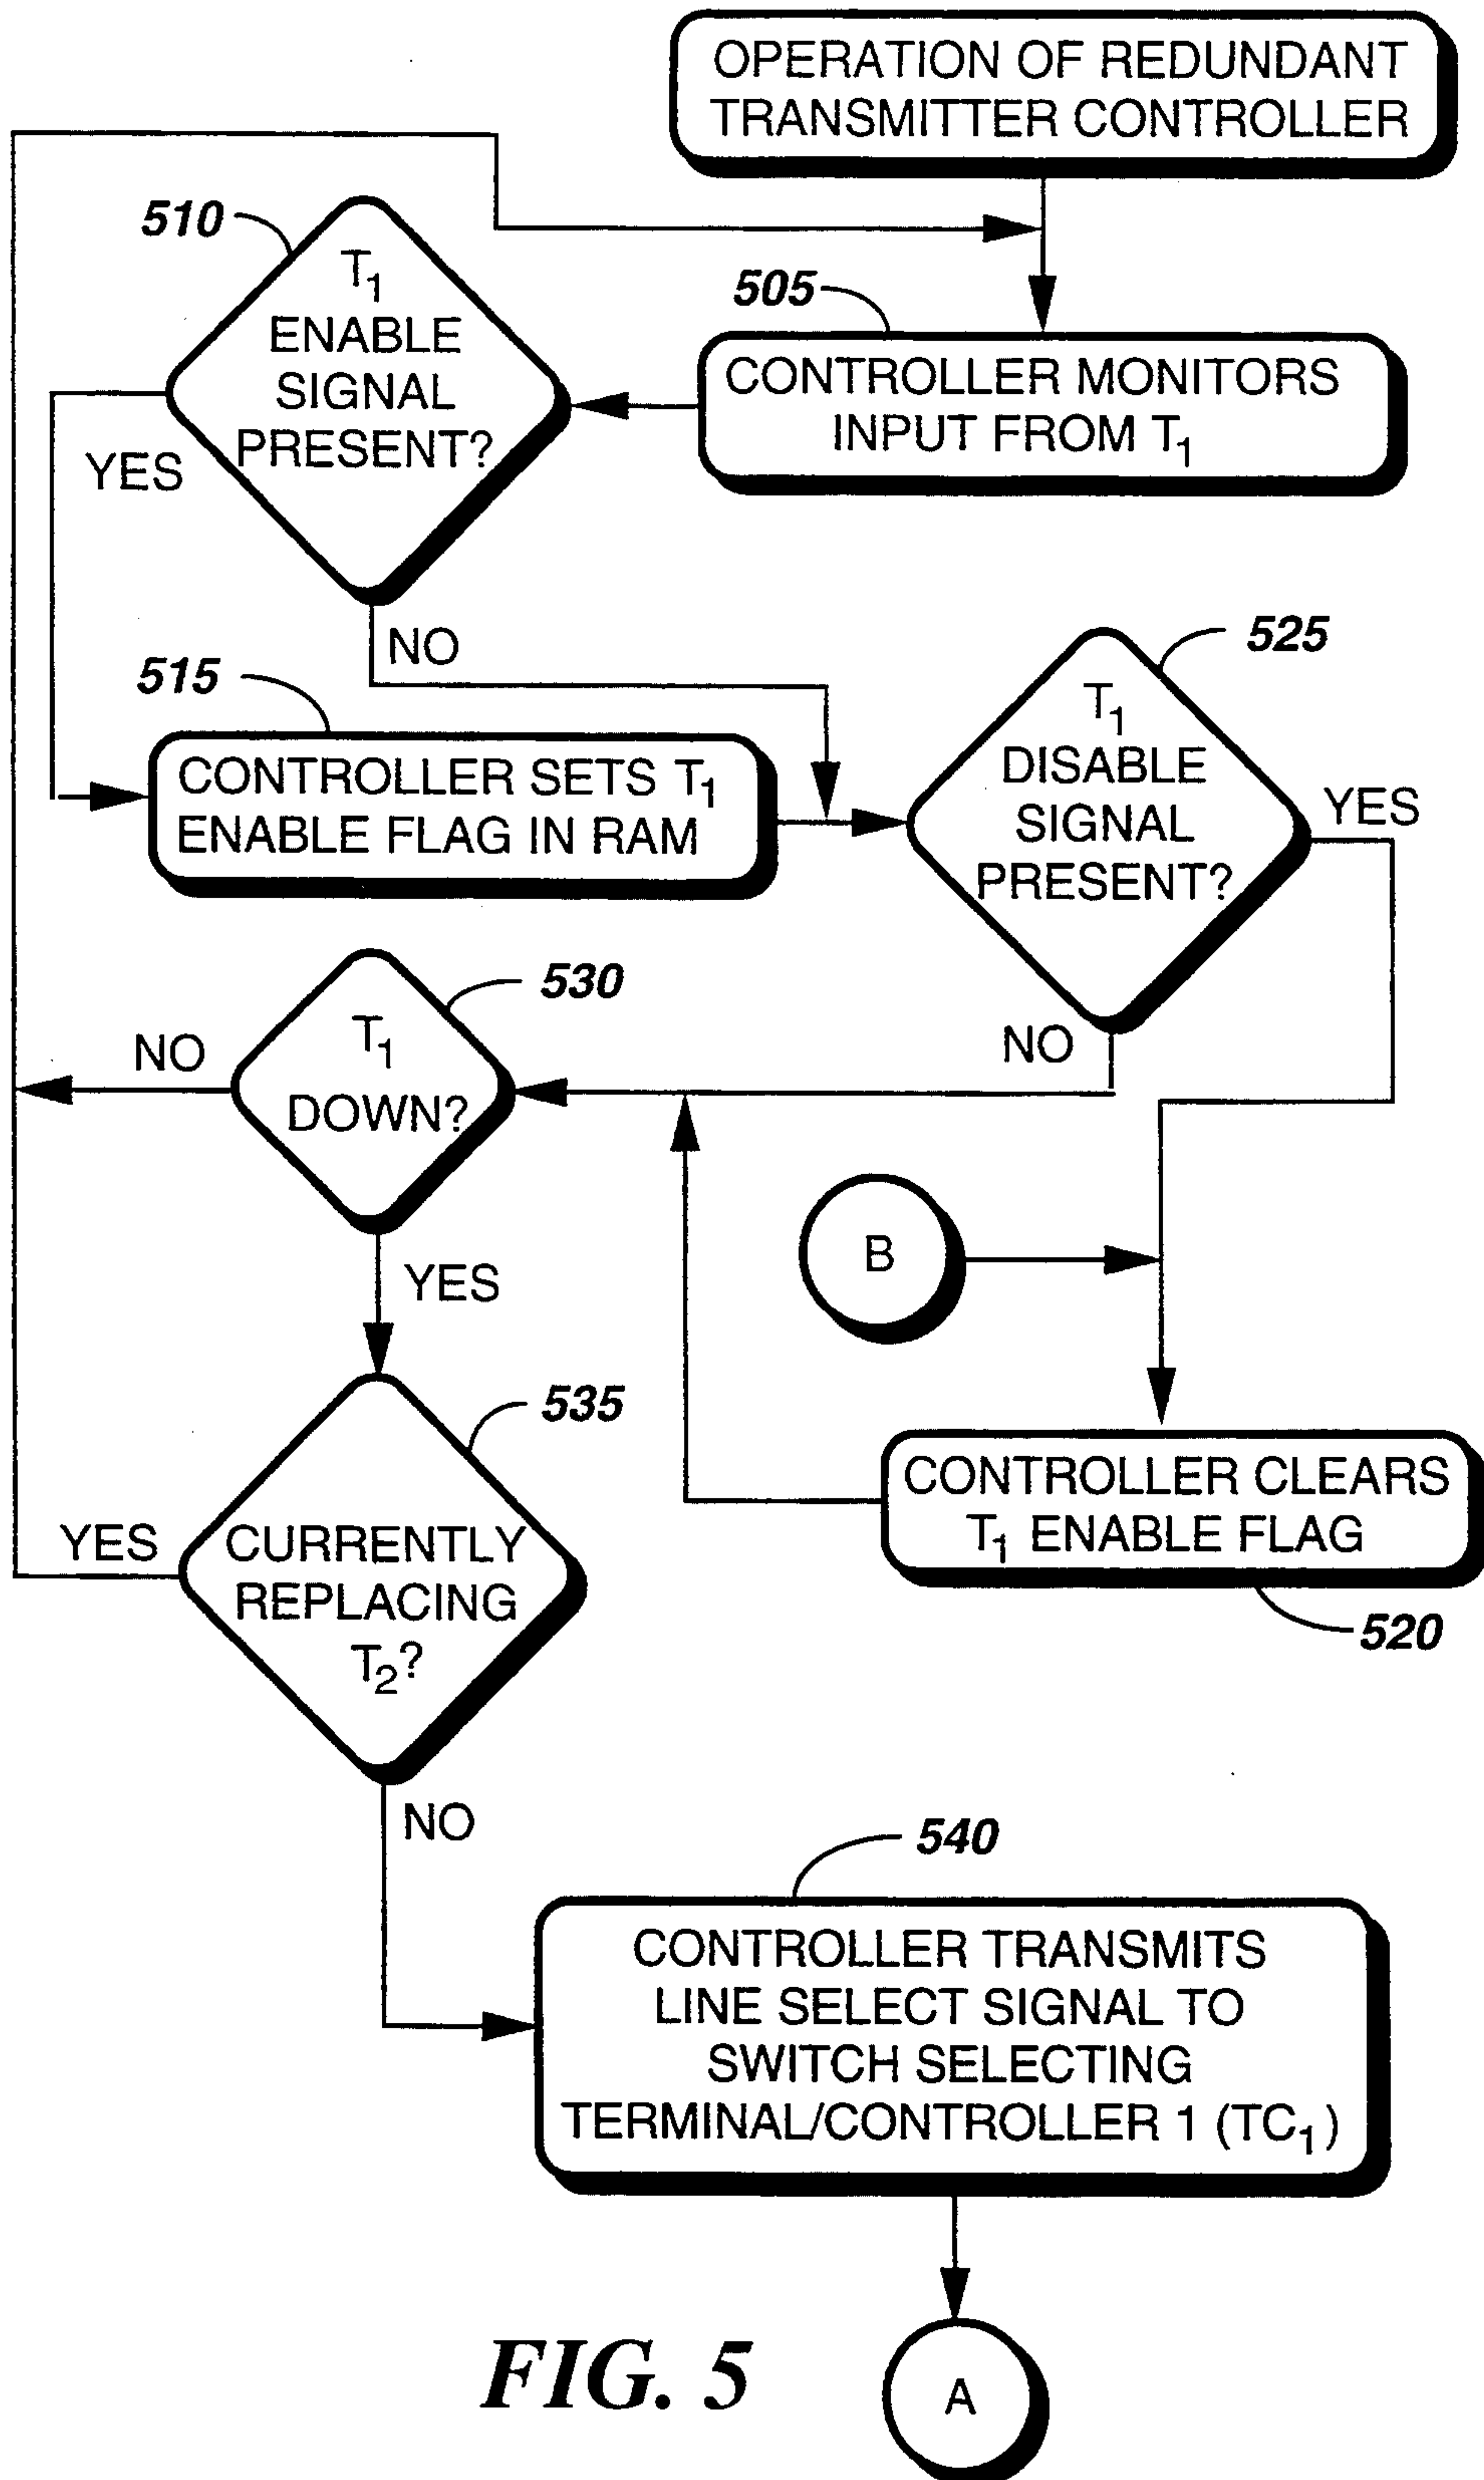 OPERATION OF REDUNDANT
TRANSMITTER CONTROLLER
510
T1
ENABLE
SIGNAL
PRESENT?
505
CONTROLLER MONITORS
INPUT FROM T1
YES
NO
515
CONTROLLER SETS T1
ENABLE FLAG IN RAM
525
T1
DISABLE
SIGNAL
PRESENT?
YES
NO
530
T1
DOWN?
NO
YES
B
535
CURRENTLY
REPLACING
T2?
YES
NO
CONTROLLER CLEARS
T1 ENABLE FLAG
520
540
CONTROLLER TRANSMITS
LINE SELECT SIGNAL TO
SWITCH SELECTING
TERMINAL/CONTROLLER 1 (TC1)
A
FIG. 5